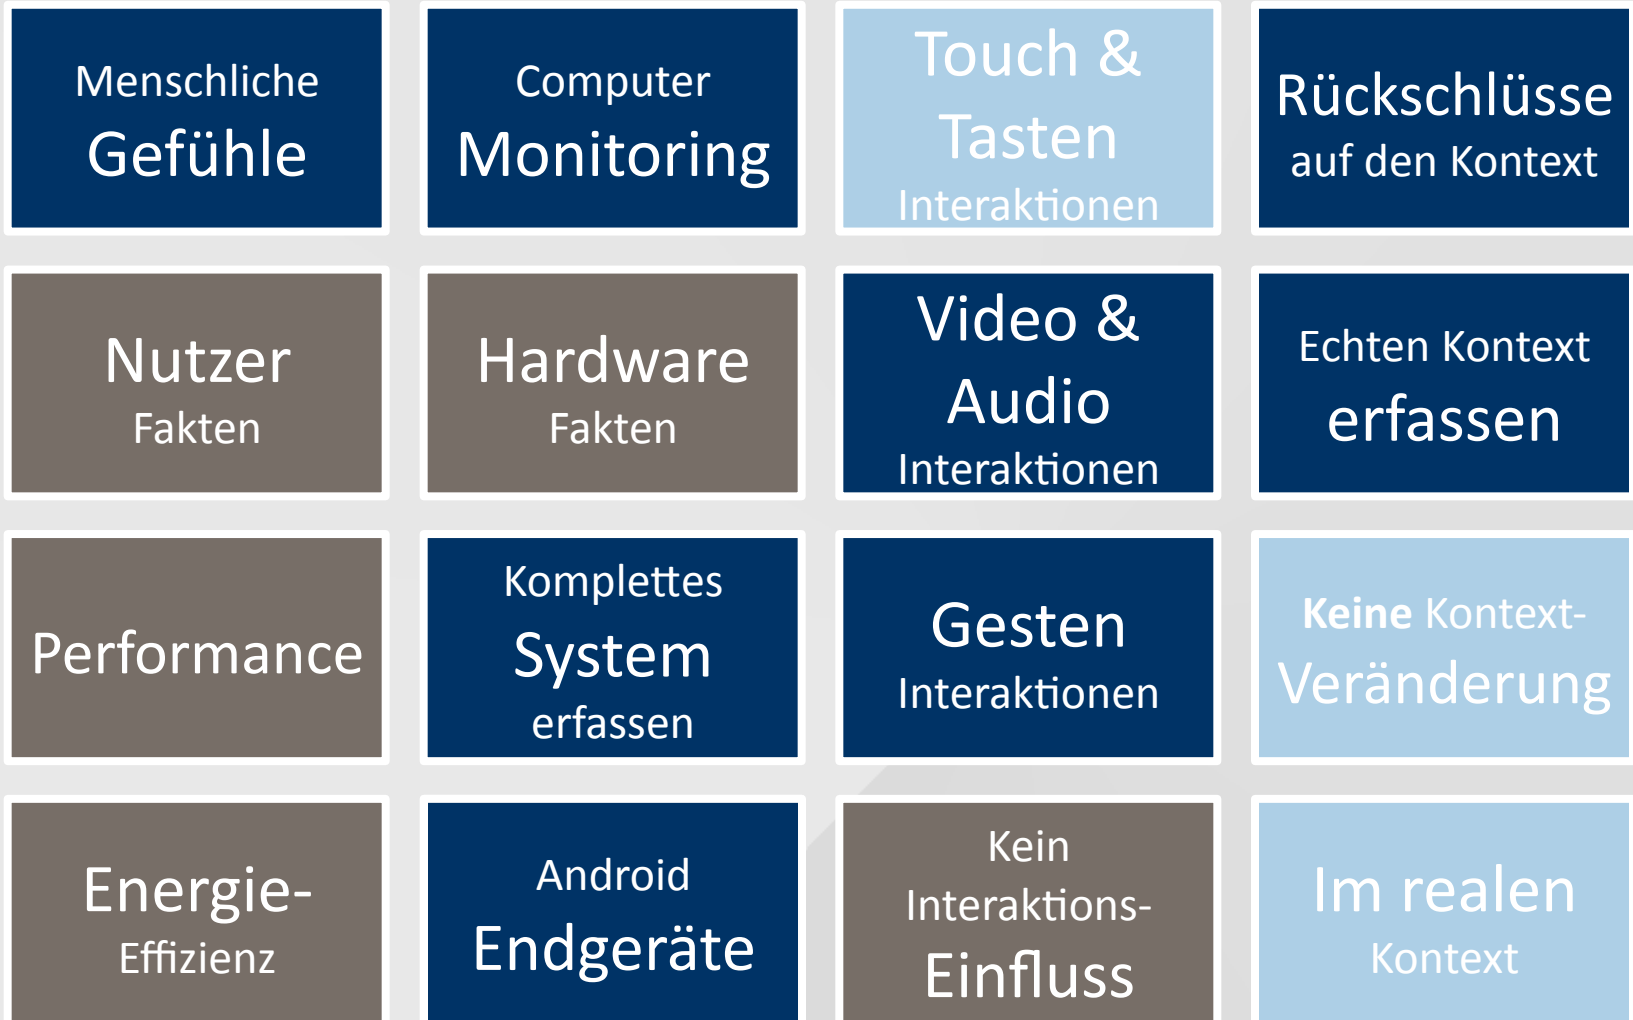 Menschliche
Gefühle
Computer
Monitoring
Touch &
Tasten
Interaktionen
Rückschlüsse
auf den Kontext
Nutzer
Fakten
Hardware
Fakten
Video &
Audio
Interaktionen
Echten Kontext
erfassen
Performance
Komplettes
System
erfassen
Gesten
Interaktionen
Keine Kontext-
Veränderung
Energie-
Effizienz
Android
Endgeräte
Kein
Interaktions-
Einfluss
Im realen
Kontext